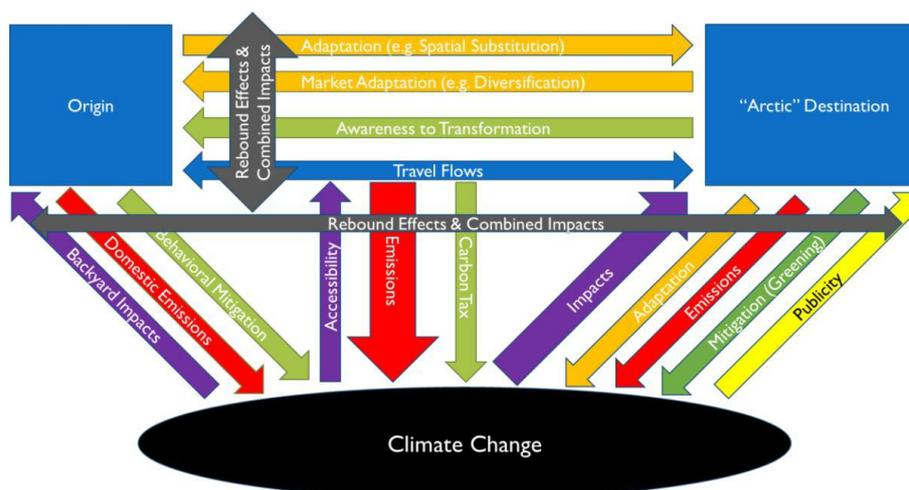 Adaptation (e.g. Spatial Substitution)
Market Adaptation (e.g. Diversification)
Origin
Rebound Effects &
Combined Impacts
“Arctic” Destination
Awareness to Transformation
Travel Flows
Rebound Effects & Combined Impacts
Backyard Impacts
Domestic Emissions
Behavioral Mitigation
Accessibility
Emissions
Carbon Tax
Impacts
Adaptation
Emissions
Mitigation (Greening)
Publicity
Climate Change